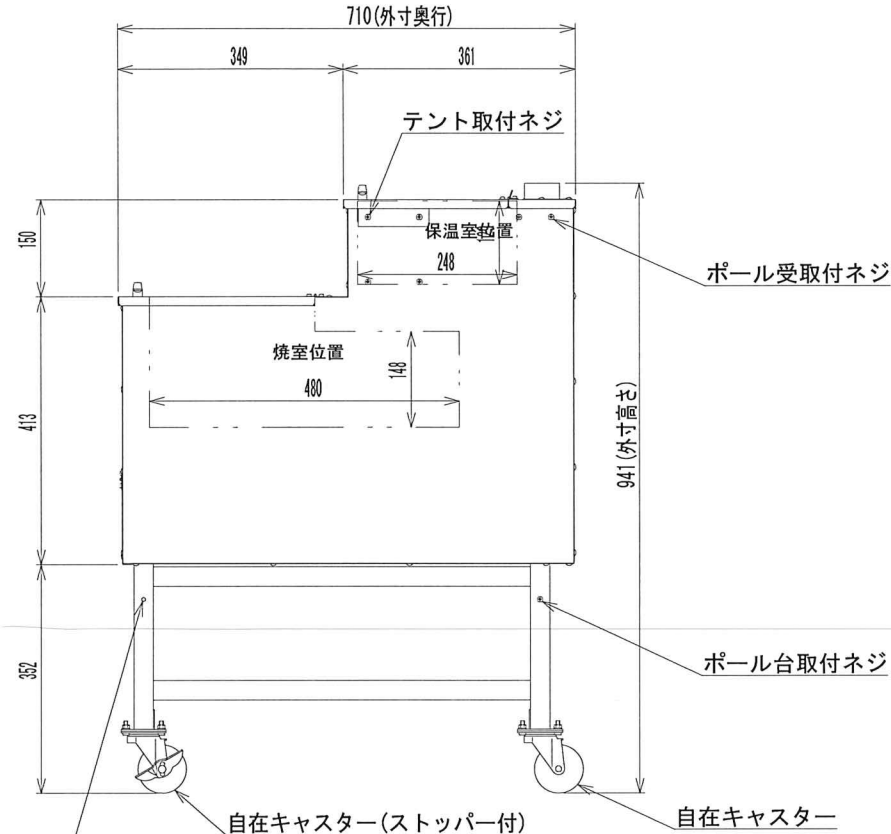 710(外寸奥行)
349
361
テント取付ネジ
150
保温室位置
248
ポール受取付ネジ
焼室位置
148
480
413
941(外寸高さ)
352
ポール台取付ネジ
自在キャスター(ストッパー付)
自在キャスター